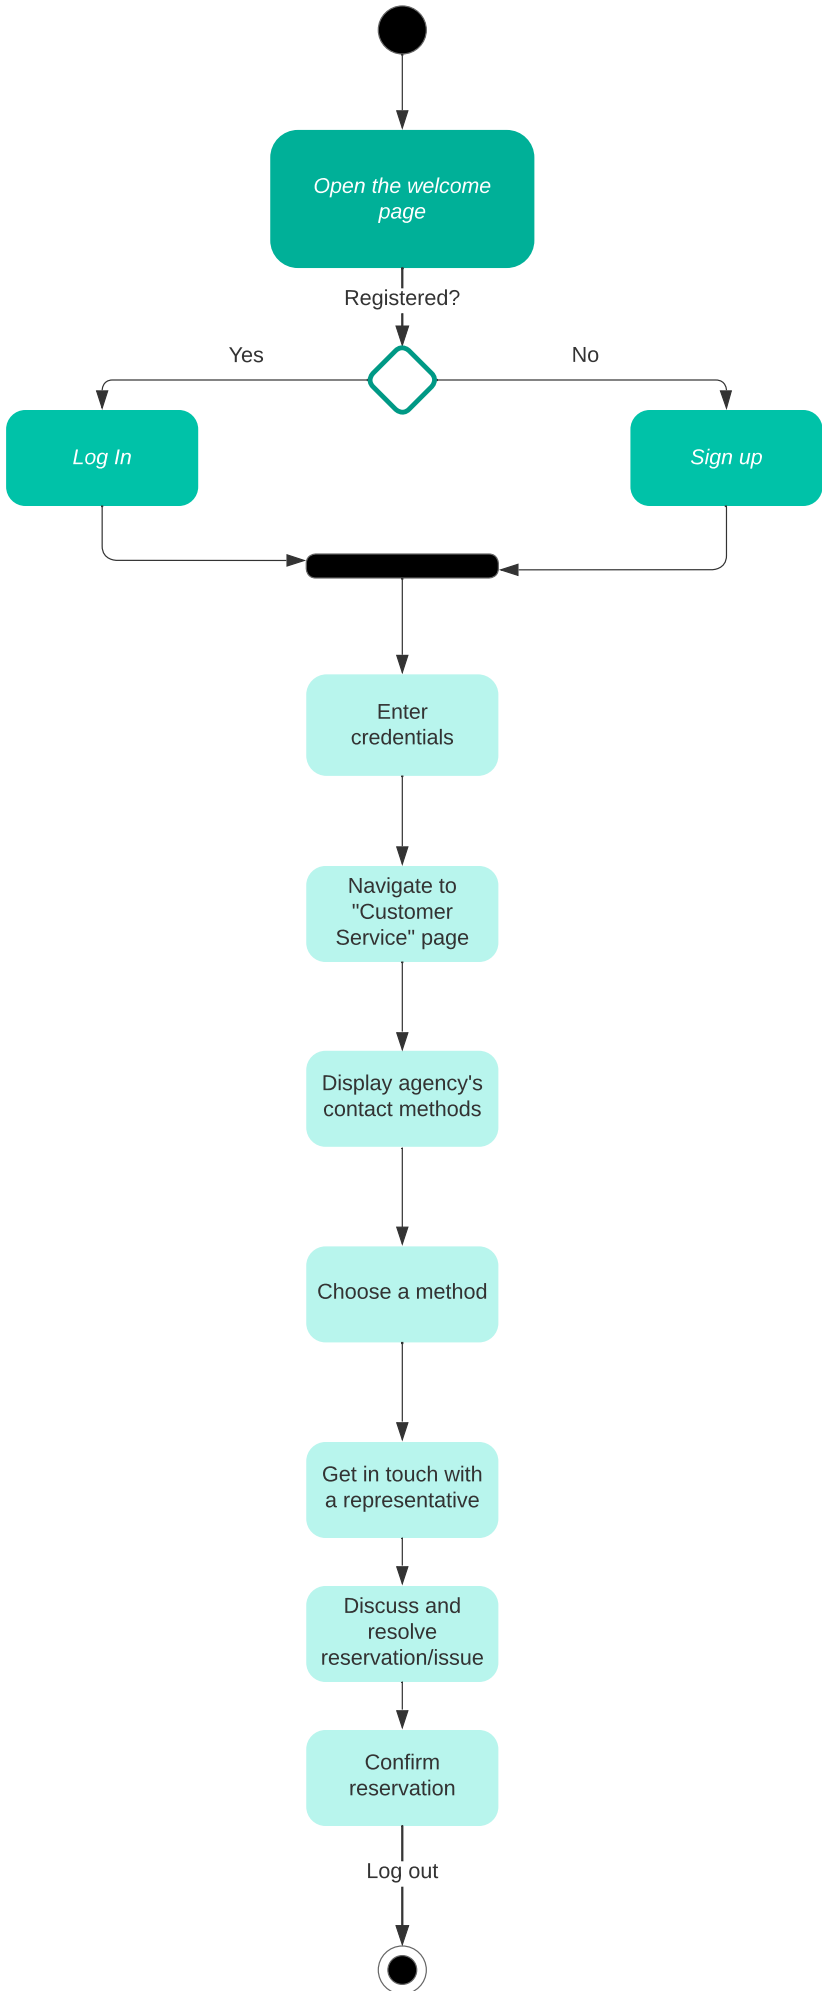 Open the welcome
page
Registered?
Yes
No
Log In
Sign up
Enter
credentials
Navigate to
"Customer
Service" page
Display agency's
contact methods
Choose a method
Get in touch with
a representative
Discuss and
resolve
reservation/issue
Confirm
reservation
Log out